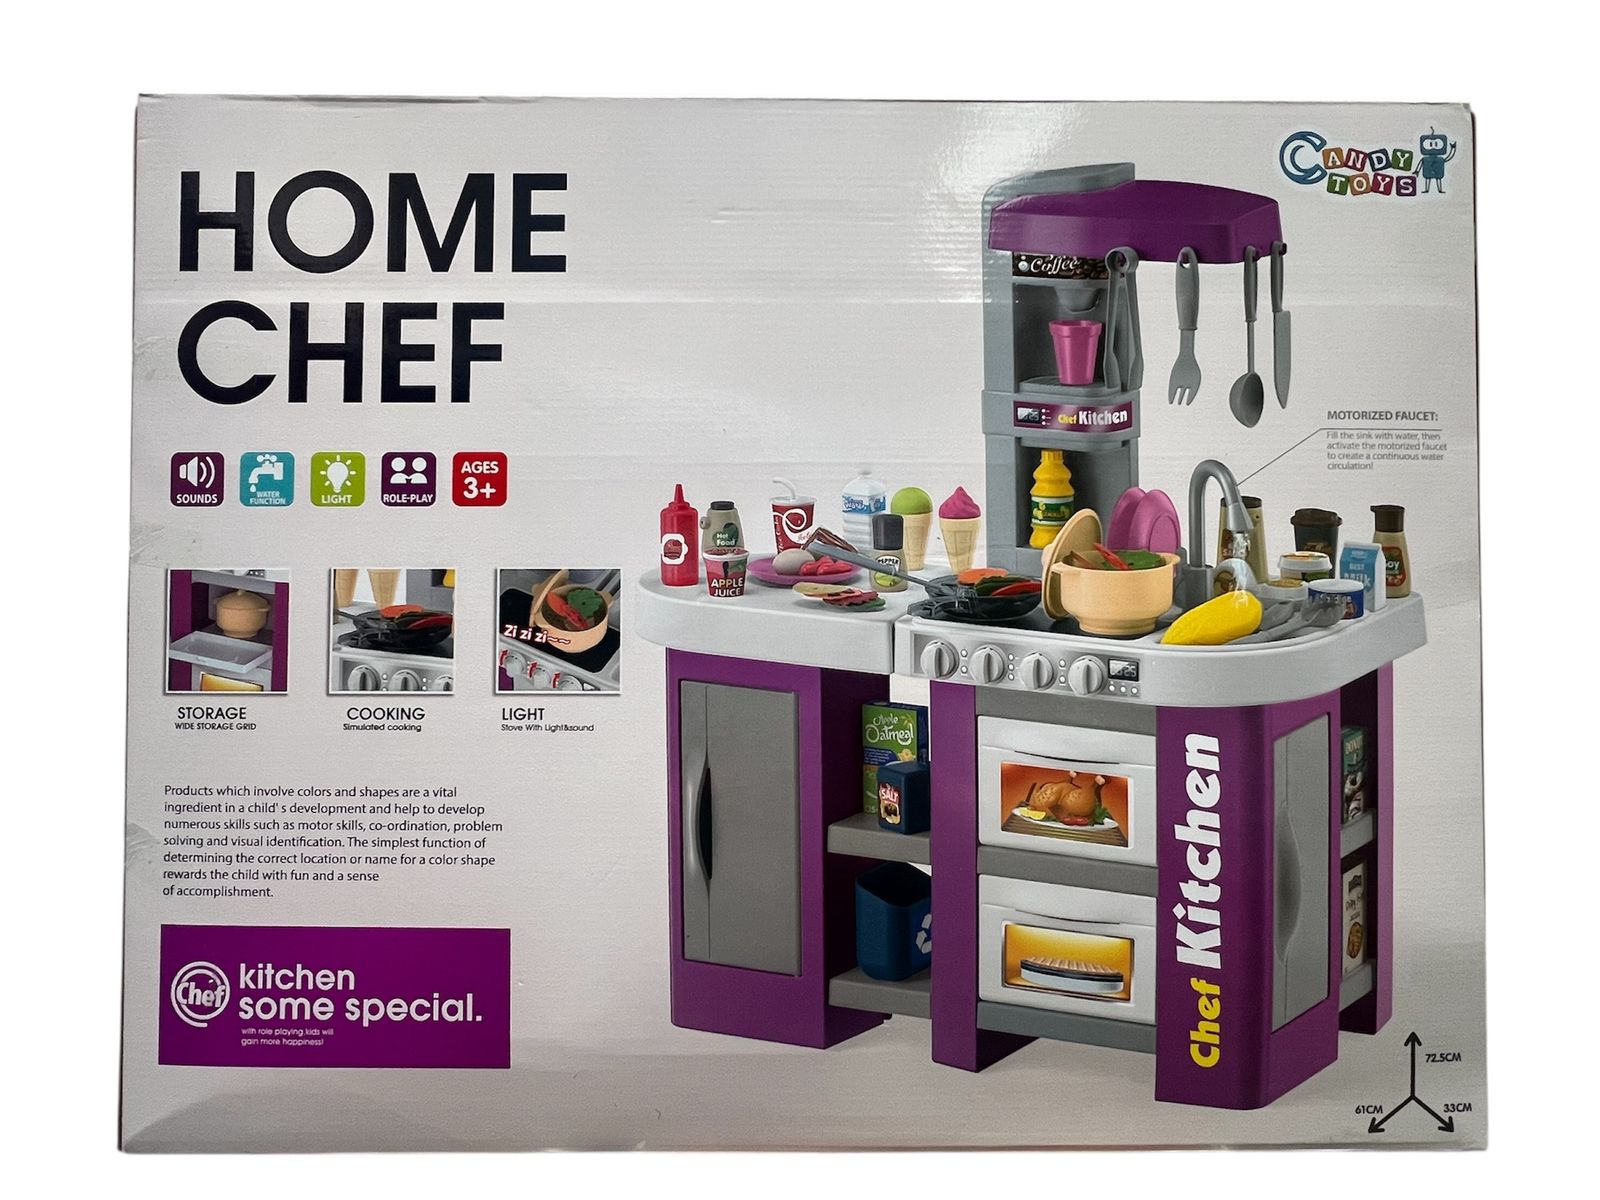 HOME
CHEF
CANDY
TOYS
SOUNDS
WATER
FUNCTION
LIGHT
ROLE-PLAY
AGES
3+
Coffee
Chef Kitchen
MOTORIZED FAUCET:
Fill the sink with water, then
activate the motorized faucet
to create a continuous water
circulation!
Hot
Food
APPLE
JUICE
PEPPER
BEST
Milk
Zi zi zi~~
STORAGE
WIDE STORAGE GRID
COOKING
Simulated cooking
LIGHT
Stove With Light&sound
Oatmeal
SALT
Products which involve colors and shapes are a vital
ingredient in a child' s development and help to develop
numerous skills such as motor skills, co-ordination, problem
solving and visual identification. The simplest function of
determining the correct location or name for a color shape
rewards the child with fun and a sense
of accomplishment.
Chef
kitchen
some special.
with role playing,kids will
gain more happiness!
Chef Kitchen
72.5CM
61CM
33CM